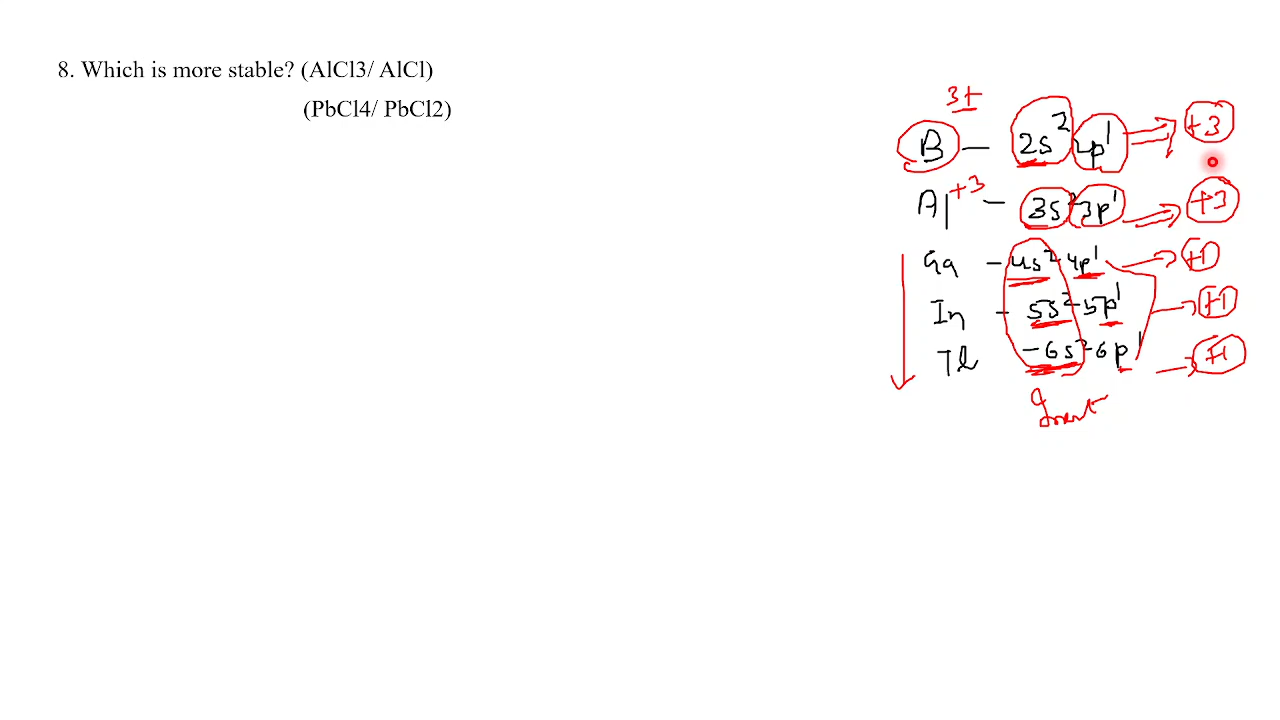 8. Which is more stable? (AlCl3/ AlCl)
(PbCl4/ PbCl2)
3+
B — 2s² 2p¹ +3
Al +3 — 3s² 3p¹ +3
Ga — 4s² 4p¹ +1
In - 5s² - 5p¹ +1
Tl - 6s² - 6p¹ +1
Inert